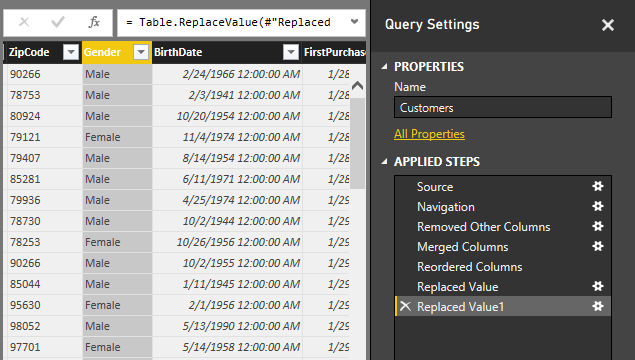 = Table.ReplaceValue(#"Replaced
ZipCode Gender BirthDate FirstPurchase
90266 Male 2/24/1966 12:00:00 AM 1/28
78753 Male 2/3/1941 12:00:00 AM 1/28
80924 Male 10/20/1954 12:00:00 AM 1/28
79121 Female 11/4/1974 12:00:00 AM 1/28
79407 Male 8/14/1954 12:00:00 AM 1/28
85281 Male 6/11/1971 12:00:00 AM 1/28
79936 Male 4/25/1974 12:00:00 AM 1/29
78730 Male 10/2/1944 12:00:00 AM 1/29
78253 Female 10/26/1956 12:00:00 AM 1/29
90266 Male 10/2/1955 12:00:00 AM 1/29
85044 Male 1/11/1945 12:00:00 AM 1/29
95630 Female 2/1/1956 12:00:00 AM 1/29
98052 Male 5/13/1990 12:00:00 AM 1/29
97701 Female 5/14/1958 12:00:00 AM 1/29
Query Settings
PROPERTIES
Name
Customers
All Properties
APPLIED STEPS
Source
Navigation
Removed Other Columns
Merged Columns
Reordered Columns
Replaced Value
Replaced Value1